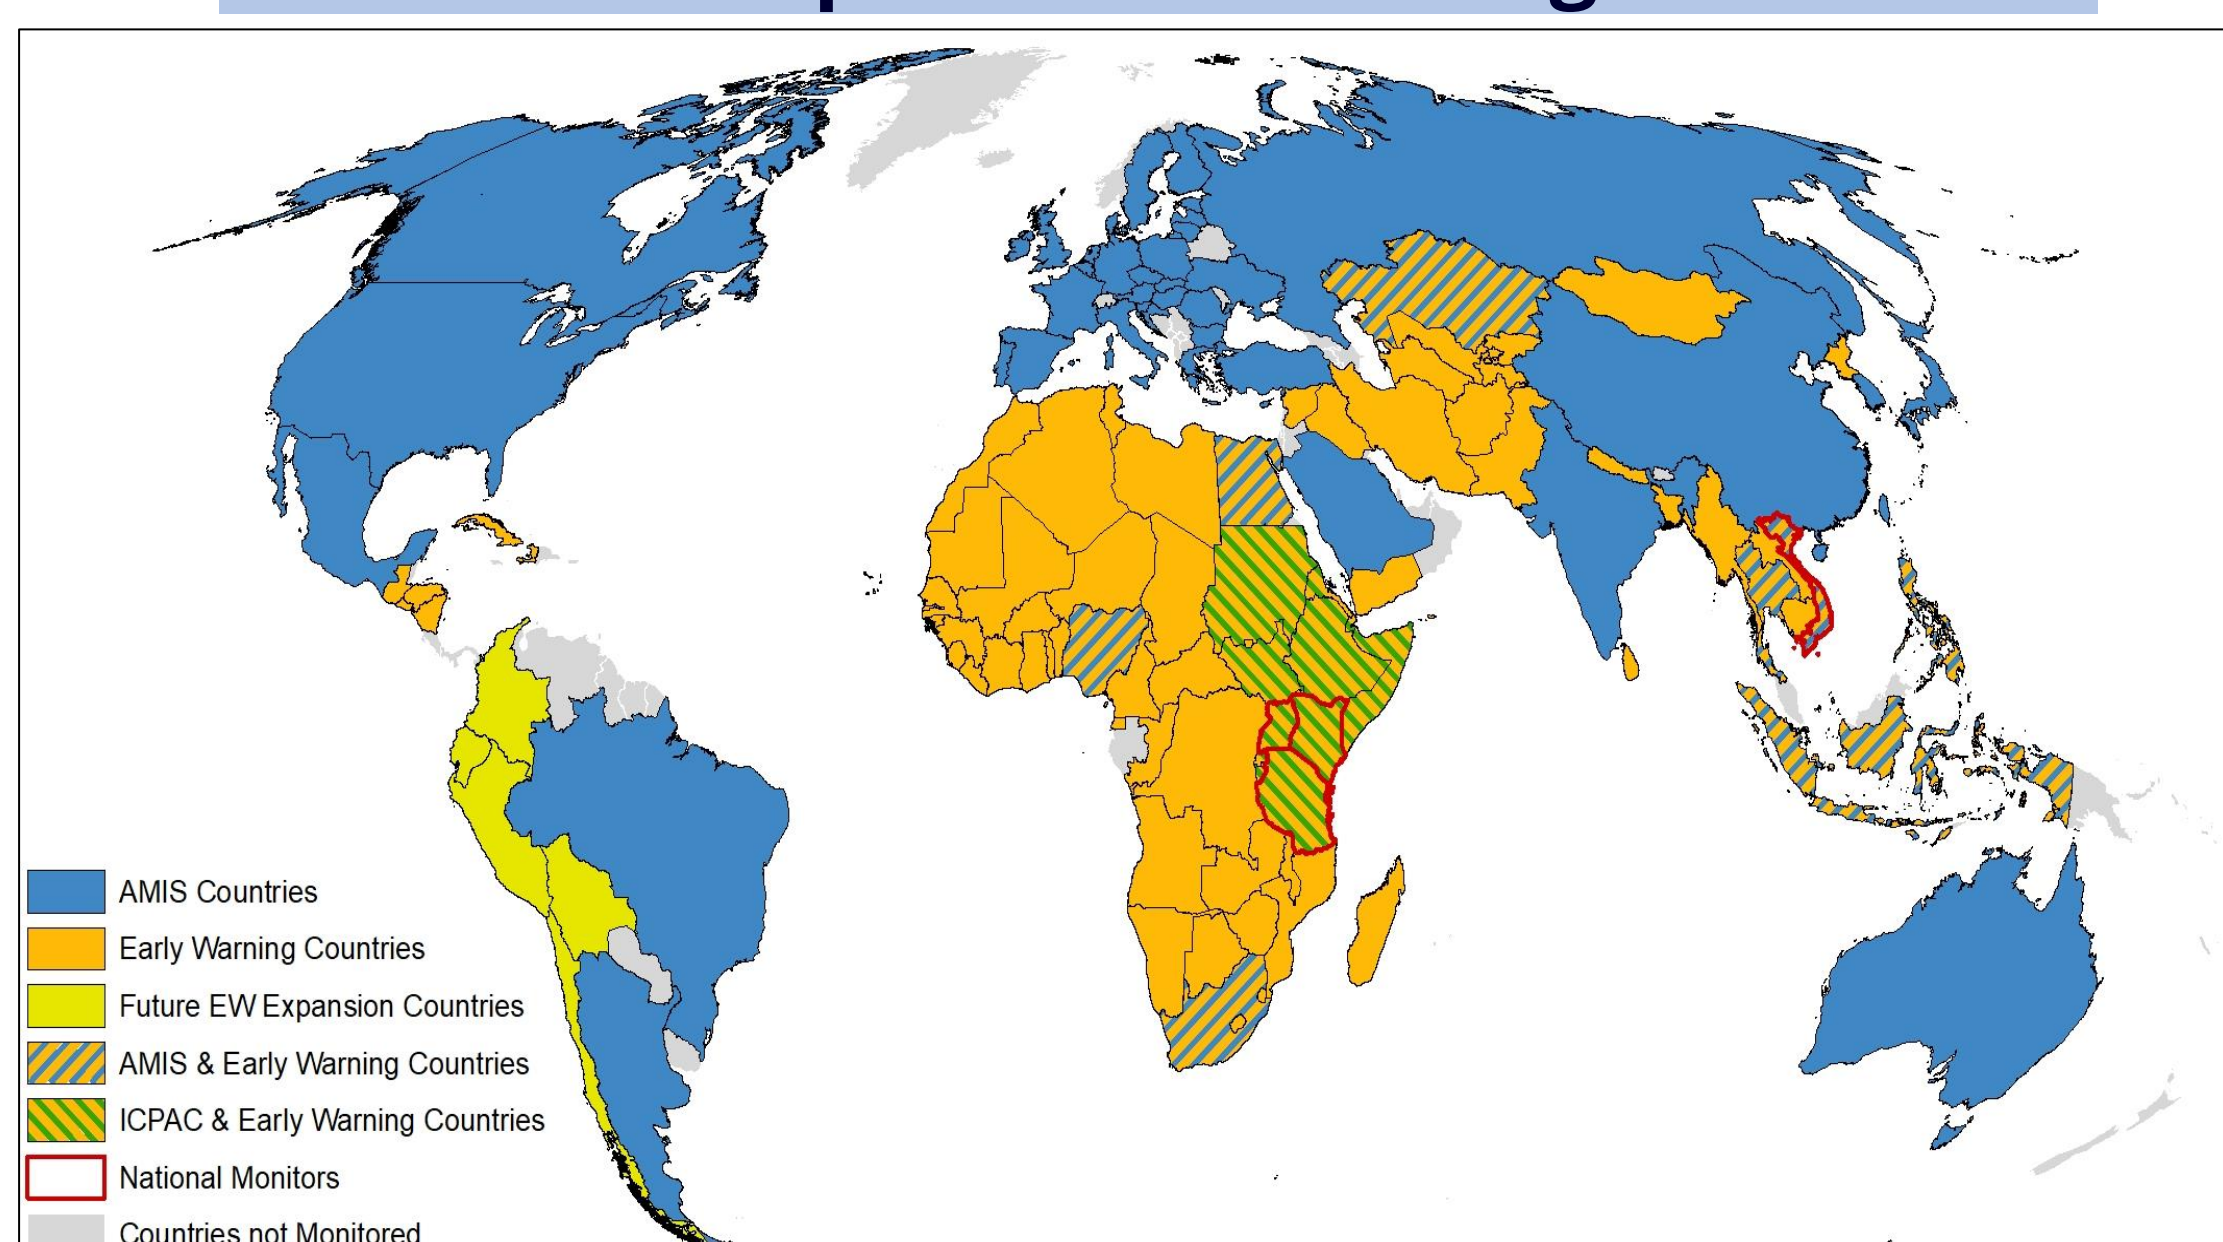 AMIS Countries
Early Warning Countries
Future EW Expansion Countries
AMIS & Early Warning Countries
ICPAC & Early Warning Countries
National Monitors
Countries not Monitored